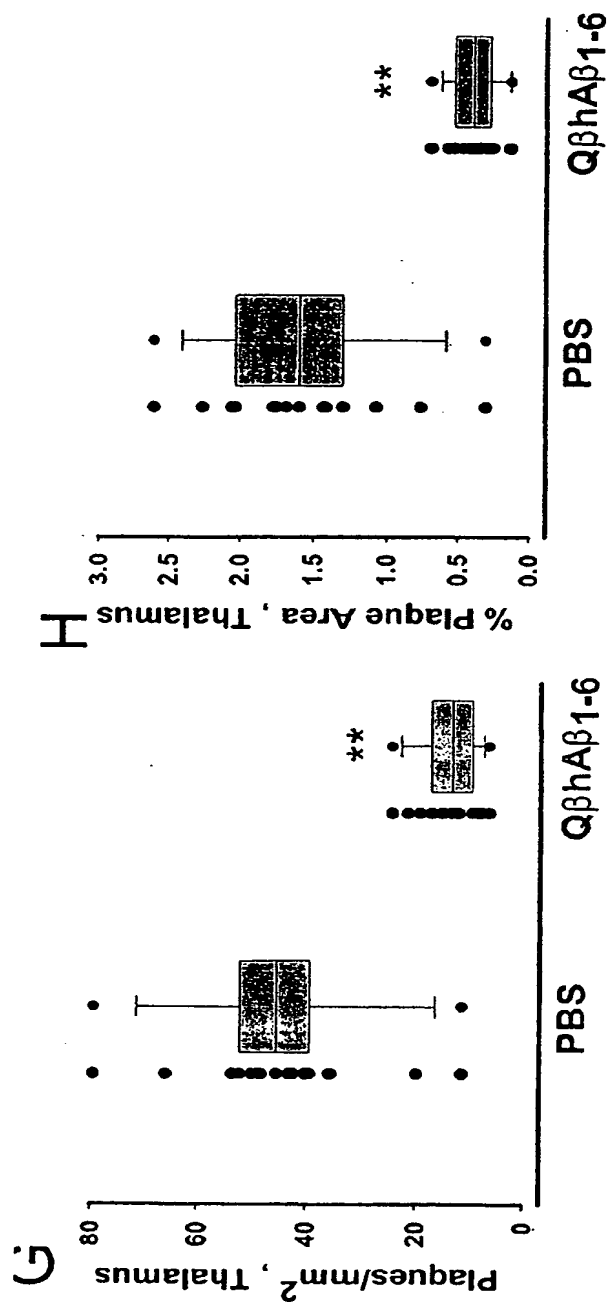 G
Plaques/mm², Thalamus
80
60
40
20
0
**
PBS
QβhAβ1-6
H
% Plaque Area , Thalamus
3.0
2.5
2.0
1.5
1.0
0.5
0.0
**
PBS
QβhAβ1-6